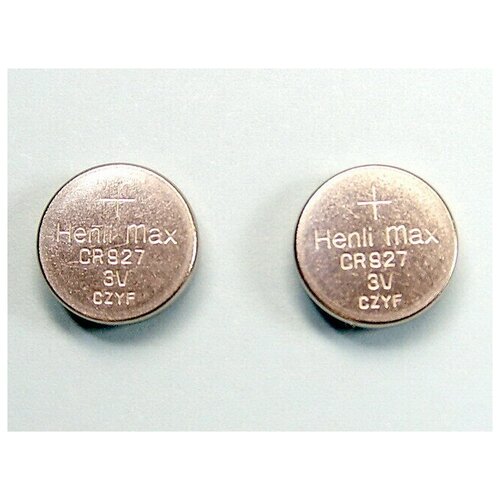 +
Henli Max
CR927
3V
CZYF
+
Henli Max
CR927
3V
CZYF